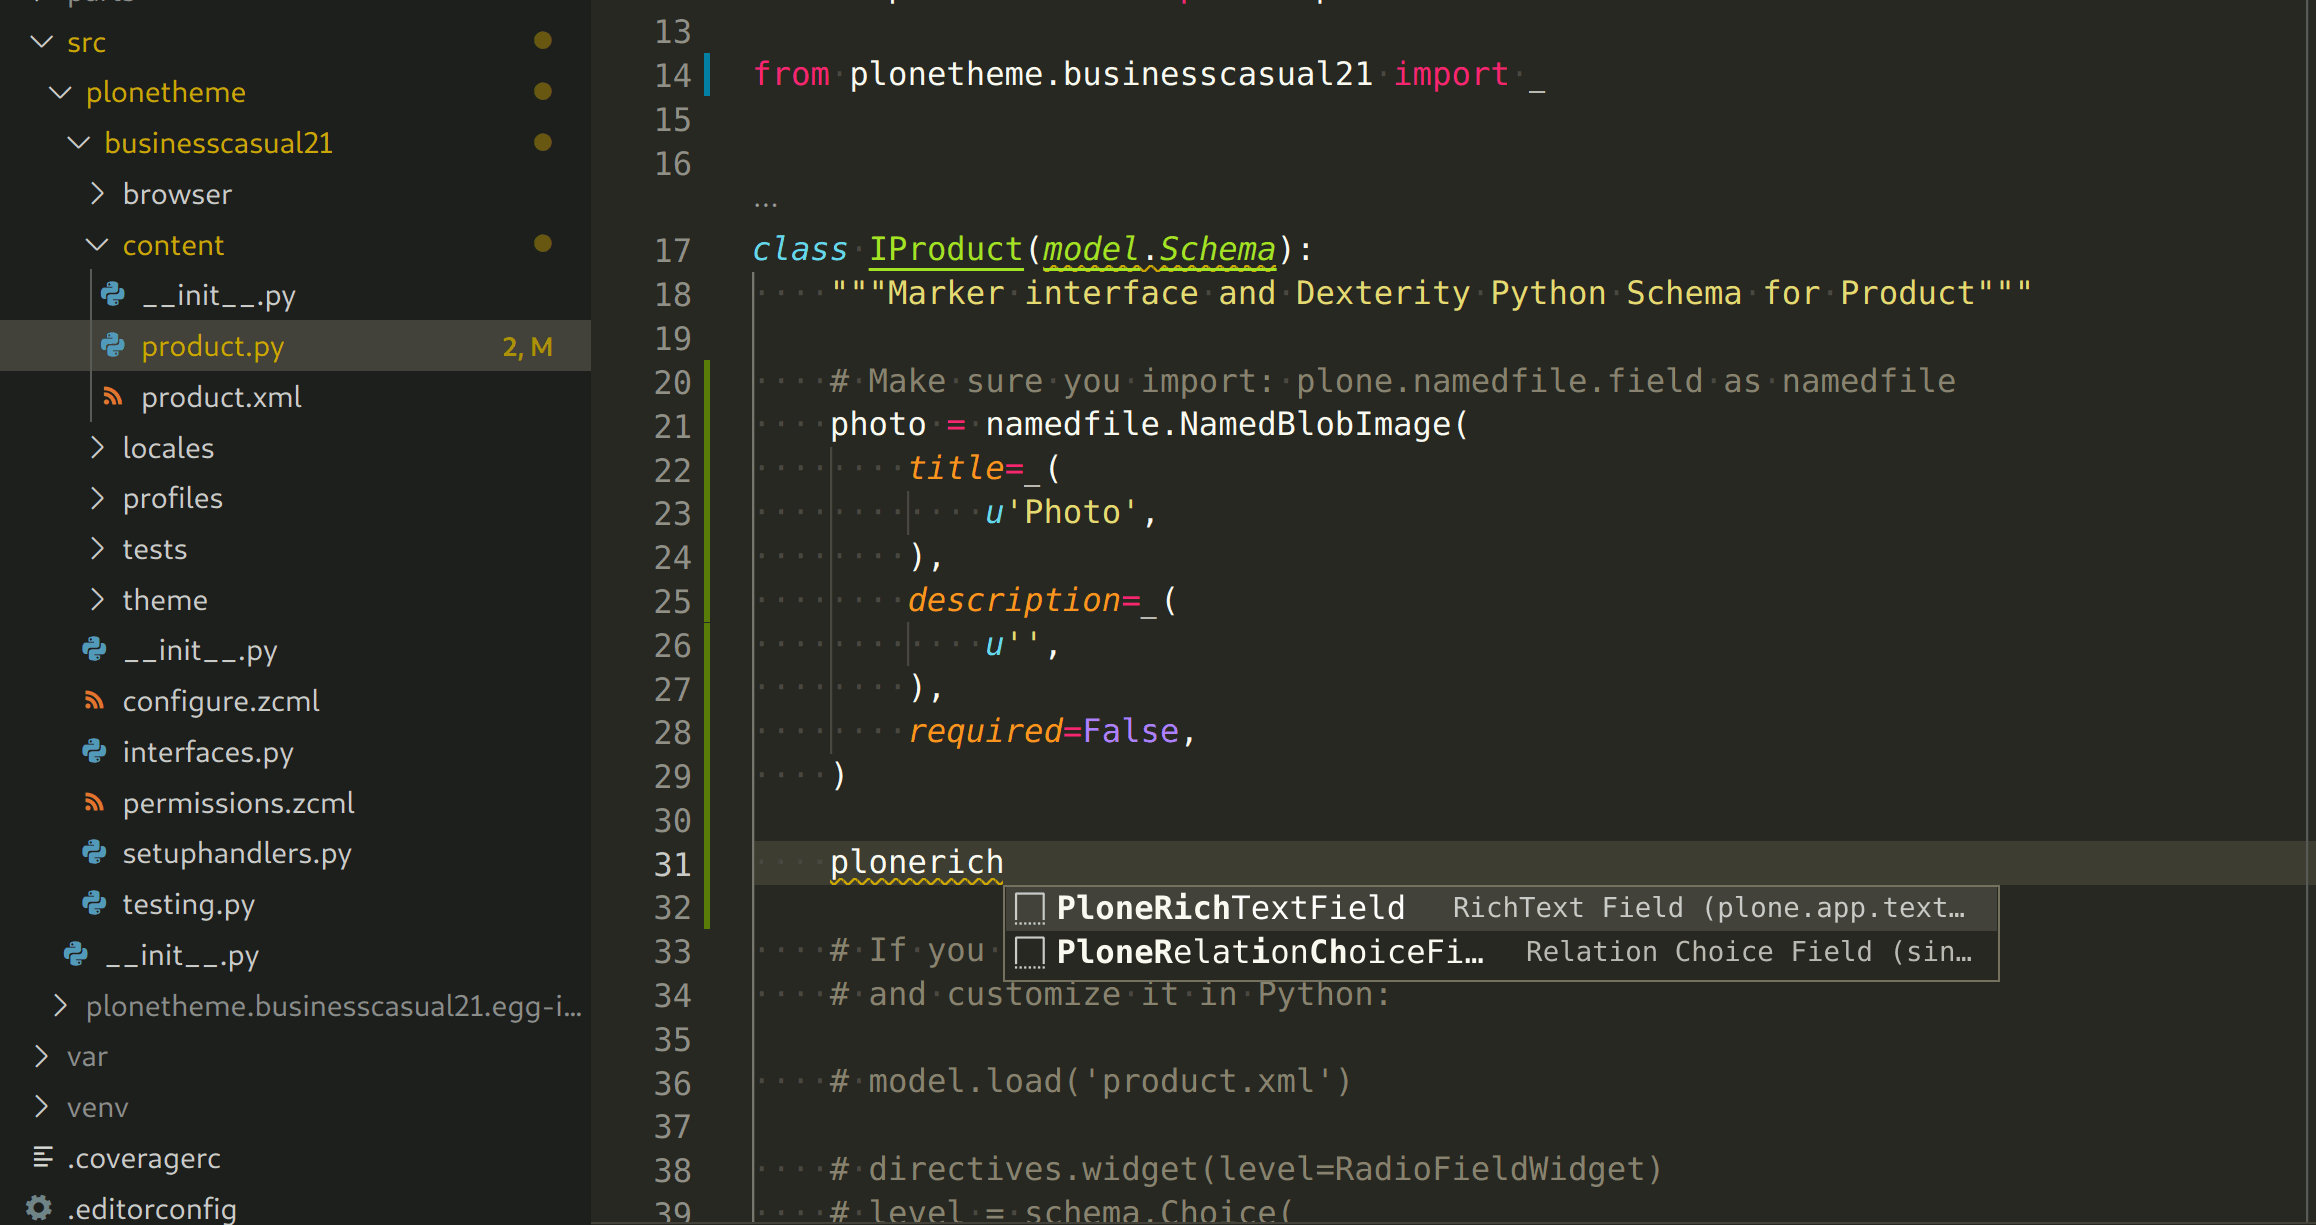 src
plonetheme
businesscasual21
browser
content
__init__.py
product.py 2, M
product.xml
locales
profiles
tests
theme
__init__.py
configure.zcml
interfaces.py
permissions.zcml
setuphandlers.py
testing.py
__init__.py
plonetheme.businesscasual21.egg-i...
var
venv
.coveragerc
.editorconfig
13
14 from plonetheme.businesscasual21 import _
15
16
...
17 class IProduct(model.Schema):
18 """Marker interface and Dexterity Python Schema for Product"""
19
20 # Make sure you import: plone.namedfile.field as namedfile
21 photo = namedfile.NamedBlobImage(
22 title=_(
23 u'Photo',
24 ),
25 description=_(
26 u'',
27 ),
28 required=False,
29 )
30
31 plonerich
PloneRichTextField RichText Field (plone.app.text...
PloneRelationChoiceFi... Relation Choice Field (sin...
32
33 # If you
34 # and customize it in Python:
35
36 # model.load('product.xml')
37
38 # directives.widget(level=RadioFieldWidget)
39 # level = schema.Choice(